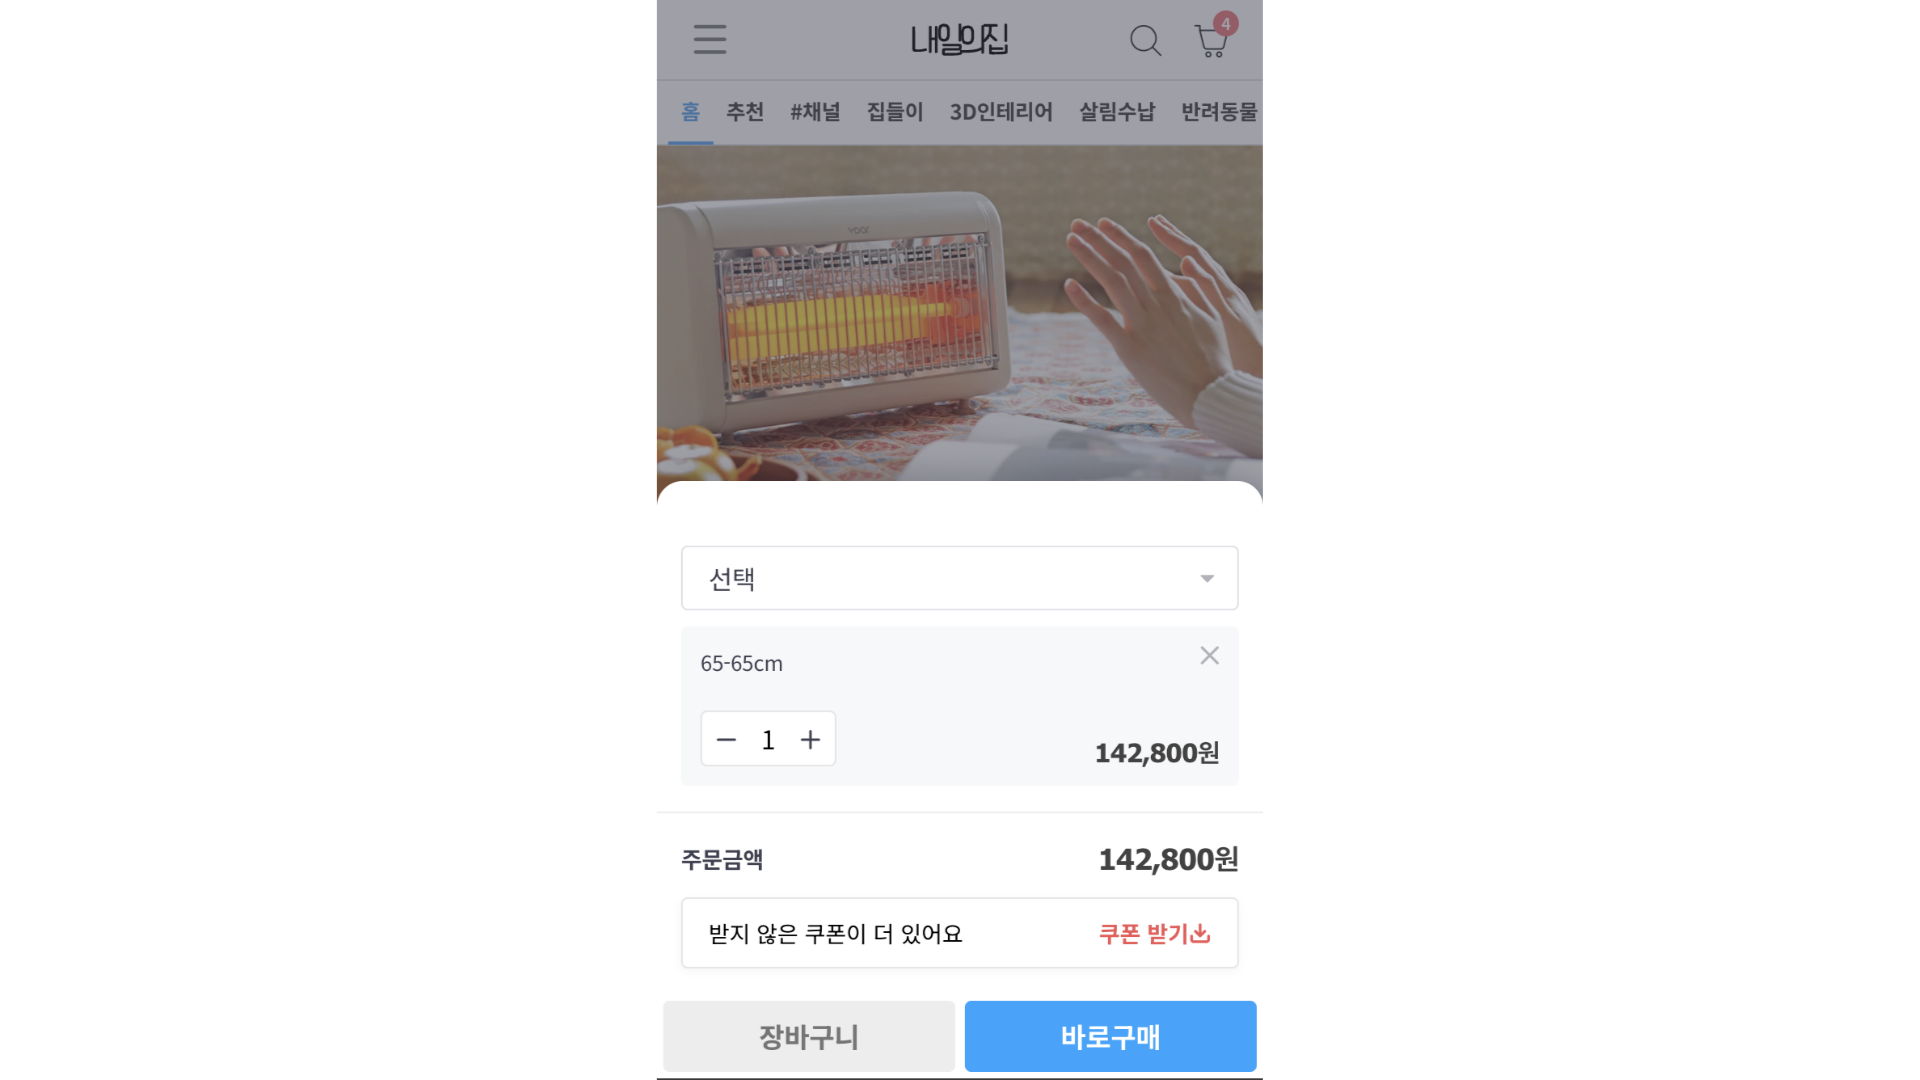 내일의집
4
홈 추천 #채널 집들이 3D인테리어 살림수납 반려동물
선택
65-65cm
1
142,800원
주문금액 142,800원
받지 않은 쿠폰이 더 있어요 쿠폰 받기
장바구니 바로구매